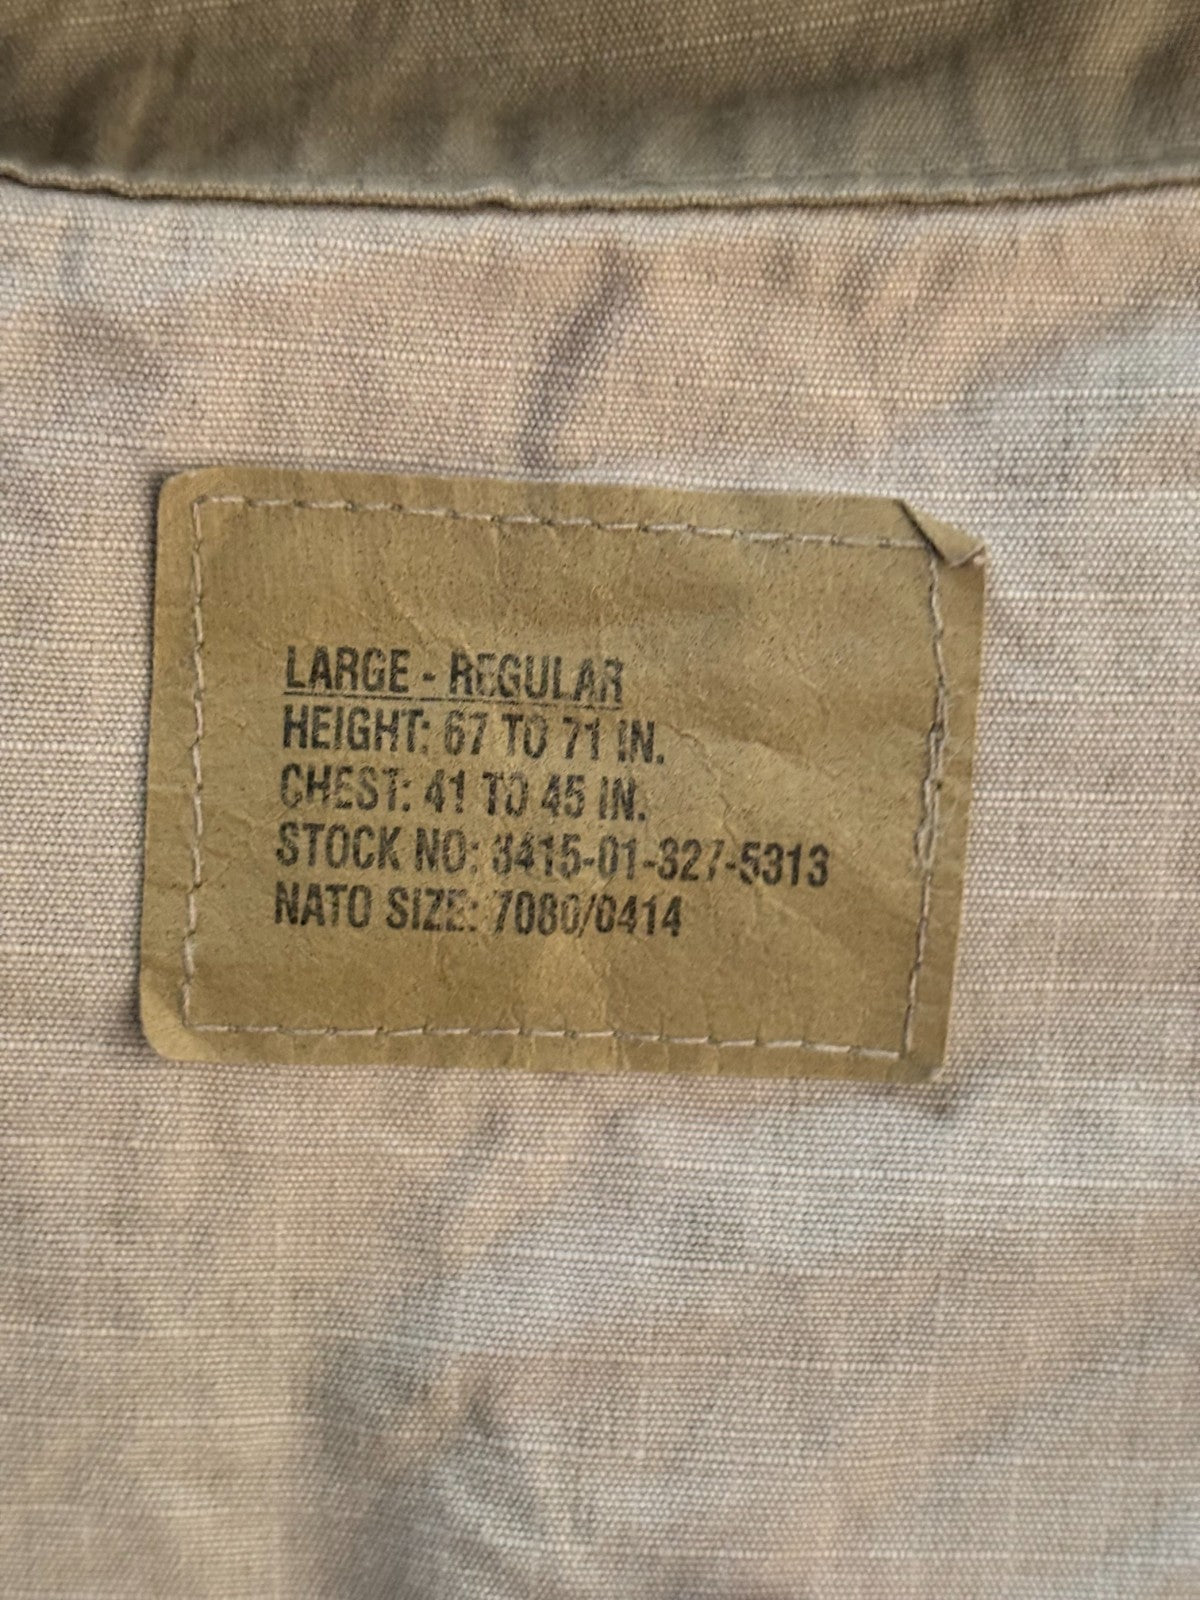 LARGE - REGULAR
HEIGHT: 67 TO 71 IN.
CHEST: 41 TO 45 IN.
STOCK NO: 8415-01-327-5313
NATO SIZE: 7080/0414